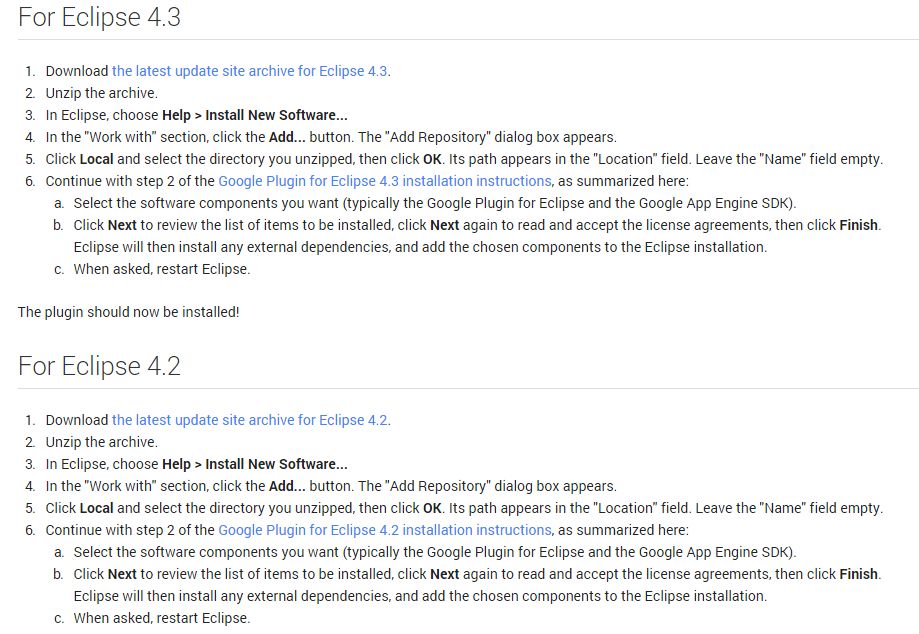 For Eclipse 4.3
1. Download the latest update site archive for Eclipse 4.3.
2. Unzip the archive.
3. In Eclipse, choose Help > Install New Software...
4. In the "Work with" section, click the Add... button. The "Add Repository" dialog box appears.
5. Click Local and select the directory you unzipped, then click OK. Its path appears in the "Location" field. Leave the "Name" field empty.
6. Continue with step 2 of the Google Plugin for Eclipse 4.3 installation instructions, as summarized here:
a. Select the software components you want (typically the Google Plugin for Eclipse and the Google App Engine SDK).
b. Click Next to review the list of items to be installed, click Next again to read and accept the license agreements, then click Finish.
Eclipse will then install any external dependencies, and add the chosen components to the Eclipse installation.
c. When asked, restart Eclipse.
The plugin should now be installed!
For Eclipse 4.2
1. Download the latest update site archive for Eclipse 4.2.
2. Unzip the archive.
3. In Eclipse, choose Help > Install New Software...
4. In the "Work with" section, click the Add... button. The "Add Repository" dialog box appears.
5. Click Local and select the directory you unzipped, then click OK. Its path appears in the "Location" field. Leave the "Name" field empty.
6. Continue with step 2 of the Google Plugin for Eclipse 4.2 installation instructions, as summarized here:
a. Select the software components you want (typically the Google Plugin for Eclipse and the Google App Engine SDK).
b. Click Next to review the list of items to be installed, click Next again to read and accept the license agreements, then click Finish.
Eclipse will then install any external dependencies, and add the chosen components to the Eclipse installation.
c. When asked, restart Eclipse.